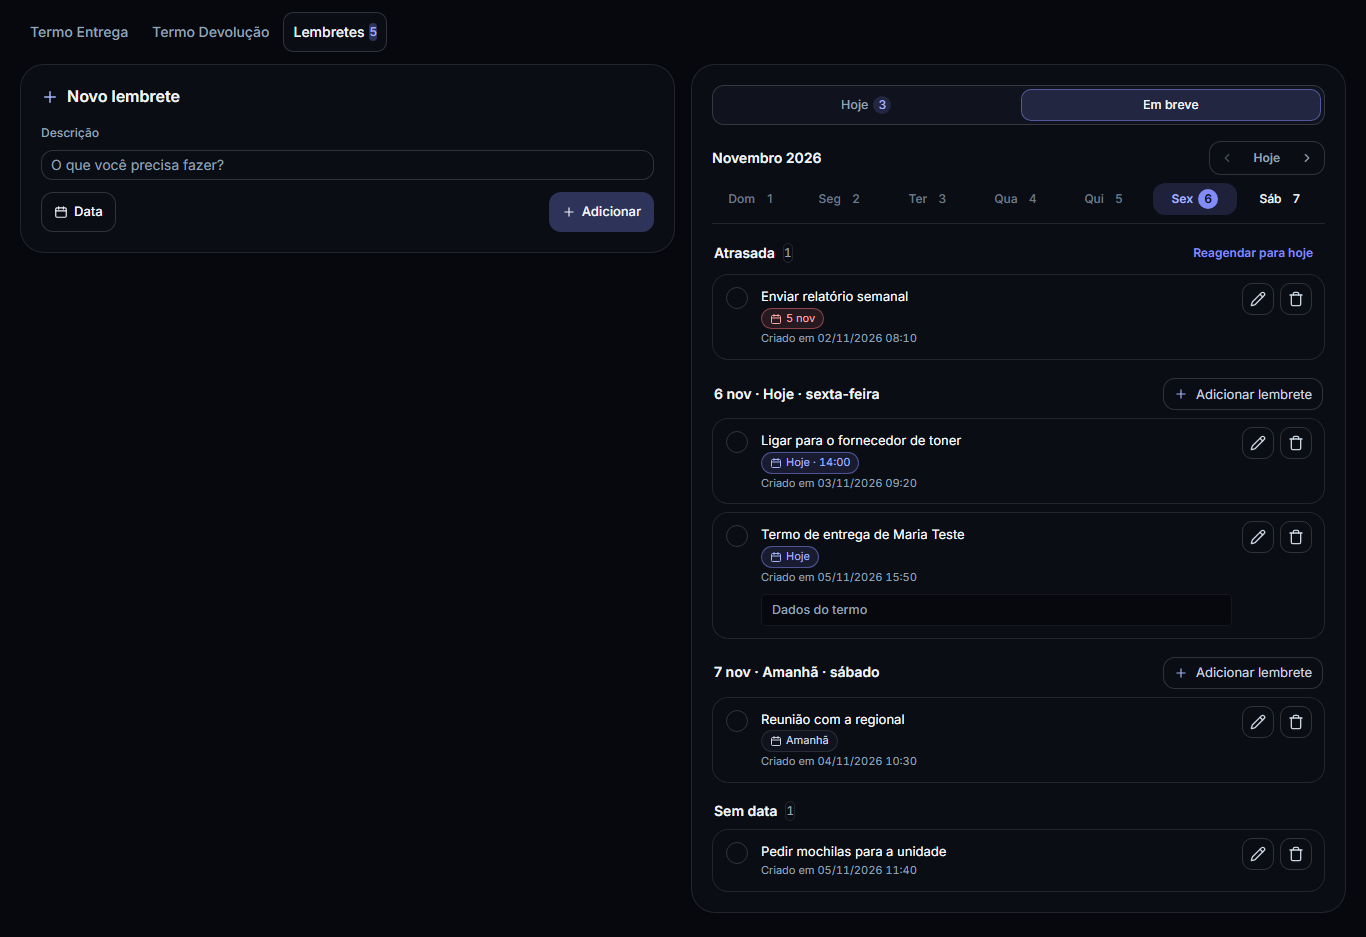 Termo Entrega Termo Devolução Lembretes 5
Novo lembrete
Descrição
O que você precisa fazer?
Data
Adicionar
Hoje 3 Em breve
Novembro 2026
Hoje
Dom 1 Seg 2 Ter 3 Qua 4 Qui 5 Sex 6 Sáb 7
Atrasada 1 Reagendar para hoje
Enviar relatório semanal
5 nov
Criado em 02/11/2026 08:10
6 nov · Hoje · sexta-feira
Adicionar lembrete
Ligar para o fornecedor de toner
Hoje · 14:00
Criado em 03/11/2026 09:20
Termo de entrega de Maria Teste
Hoje
Criado em 05/11/2026 15:50
Dados do termo
7 nov · Amanhã · sábado
Adicionar lembrete
Reunião com a regional
Amanhã
Criado em 04/11/2026 10:30
Sem data 1
Pedir mochilas para a unidade
Criado em 05/11/2026 11:40